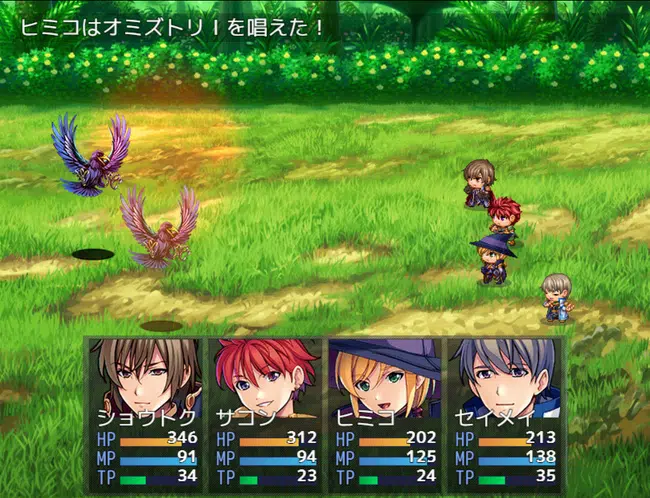 ヒミコはオミズトリⅠを唱えた！
ショウトク サコン ヒミコ セイメイ
HP 346 HP 312 HP 202 HP 213
MP 91 MP 94 MP 125 MP 138
TP 34 TP 23 TP 24 TP 35